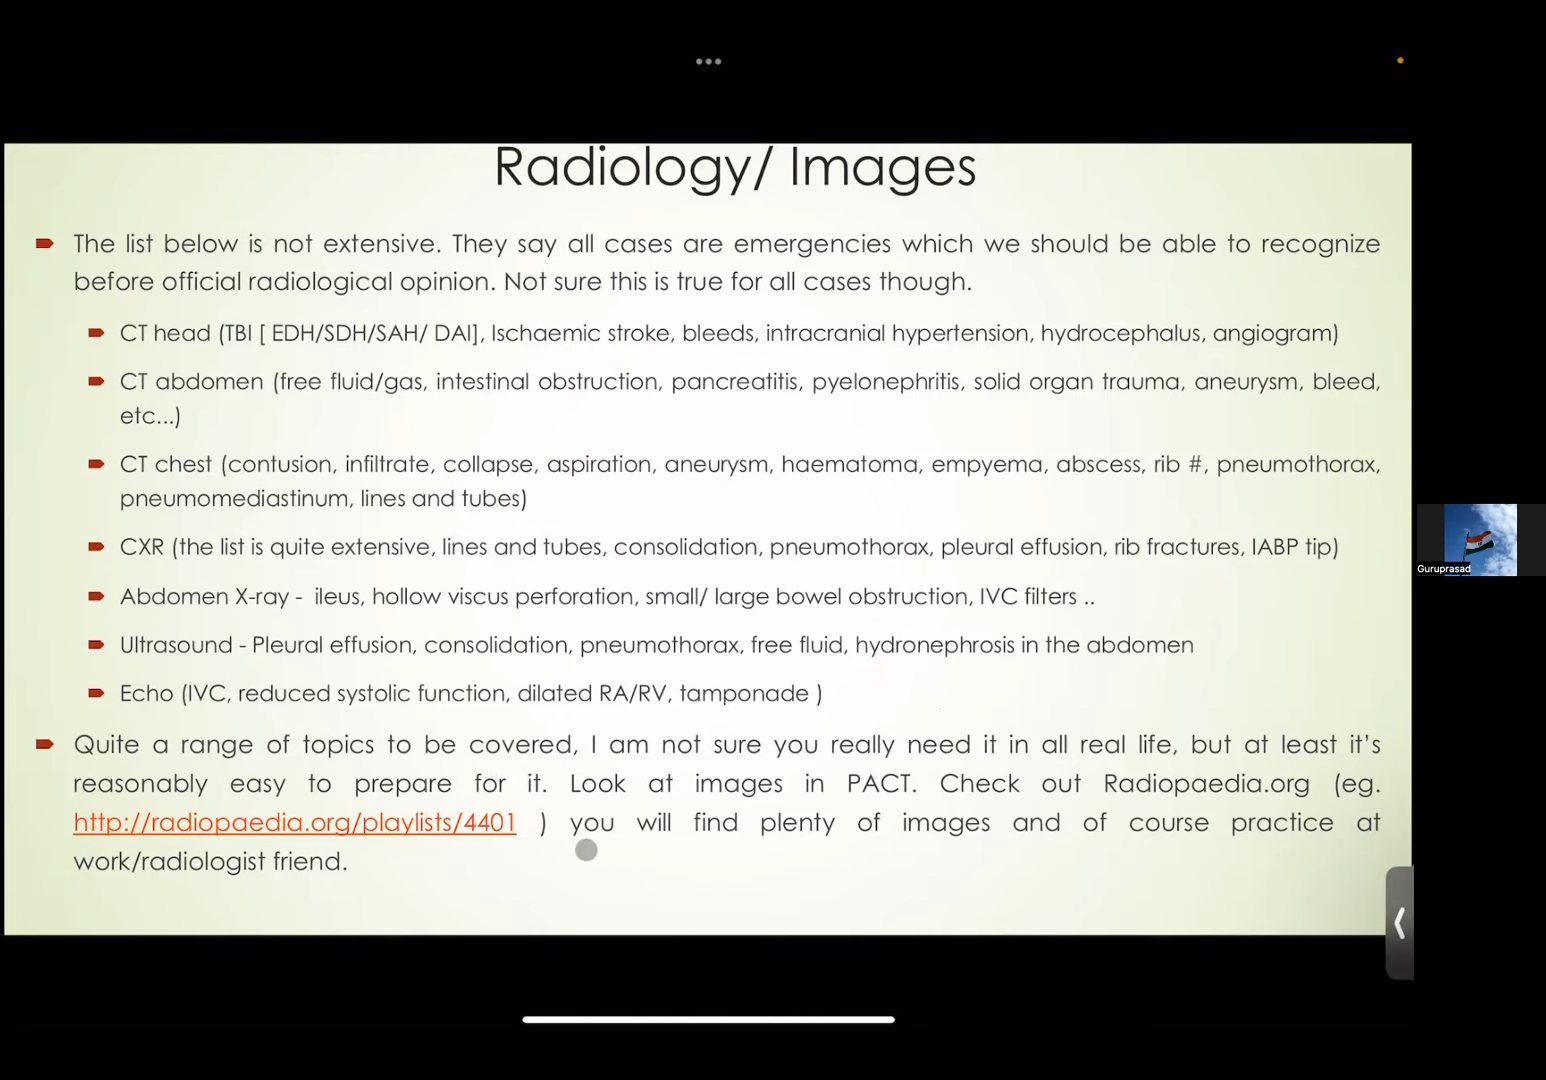 Radiology/ Images
The list below is not extensive. They say all cases are emergencies which we should be able to recognize
before official radiological opinion. Not sure this is true for all cases though.
CT head (TBI [ EDH/SDH/SAH/ DAI], Ischaemic stroke, bleeds, intracranial hypertension, hydrocephalus, angiogram)
CT abdomen (free fluid/gas, intestinal obstruction, pancreatitis, pyelonephritis, solid organ trauma, aneurysm, bleed,
etc...)
CT chest (contusion, infiltrate, collapse, aspiration, aneurysm, haematoma, empyema, abscess, rib #, pneumothorax,
pneumomediastinum, lines and tubes)
CXR (the list is quite extensive, lines and tubes, consolidation, pneumothorax, pleural effusion, rib fractures, IABP tip)
Abdomen X-ray - ileus, hollow viscus perforation, small/ large bowel obstruction, IVC filters ..
Ultrasound - Pleural effusion, consolidation, pneumothorax, free fluid, hydronephrosis in the abdomen
Echo (IVC, reduced systolic function, dilated RA/RV, tamponade )
Quite a range of topics to be covered, I am not sure you really need it in all real life, but at least it's
reasonably easy to prepare for it. Look at images in PACT. Check out Radiopaedia.org (eg.
http://radiopaedia.org/playlists/4401 ) you will find plenty of images and of course practice at
work/radiologist friend.
Guruprasad